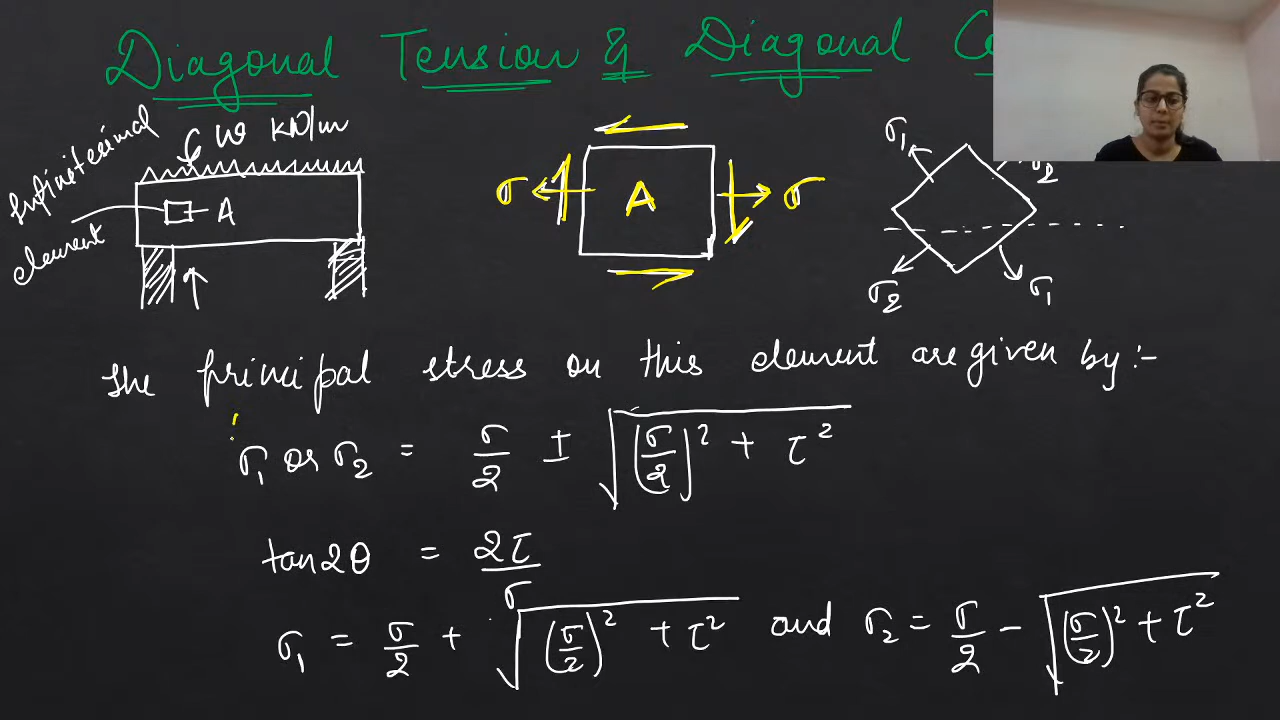 Diagonal Tension & Diagonal
Infinitesimal
element
w kN/m
A
σ A σ
σ1 σ2
σ2 σ1
The principal stress on this element are given by:-
σ1 or σ2 = σ/2 ± √((σ/2)² + τ²)
tan2θ = 2τ/σ
σ1 = σ/2 + √((σ/2)² + τ²) and σ2 = σ/2 - √((σ/2)² + τ²)